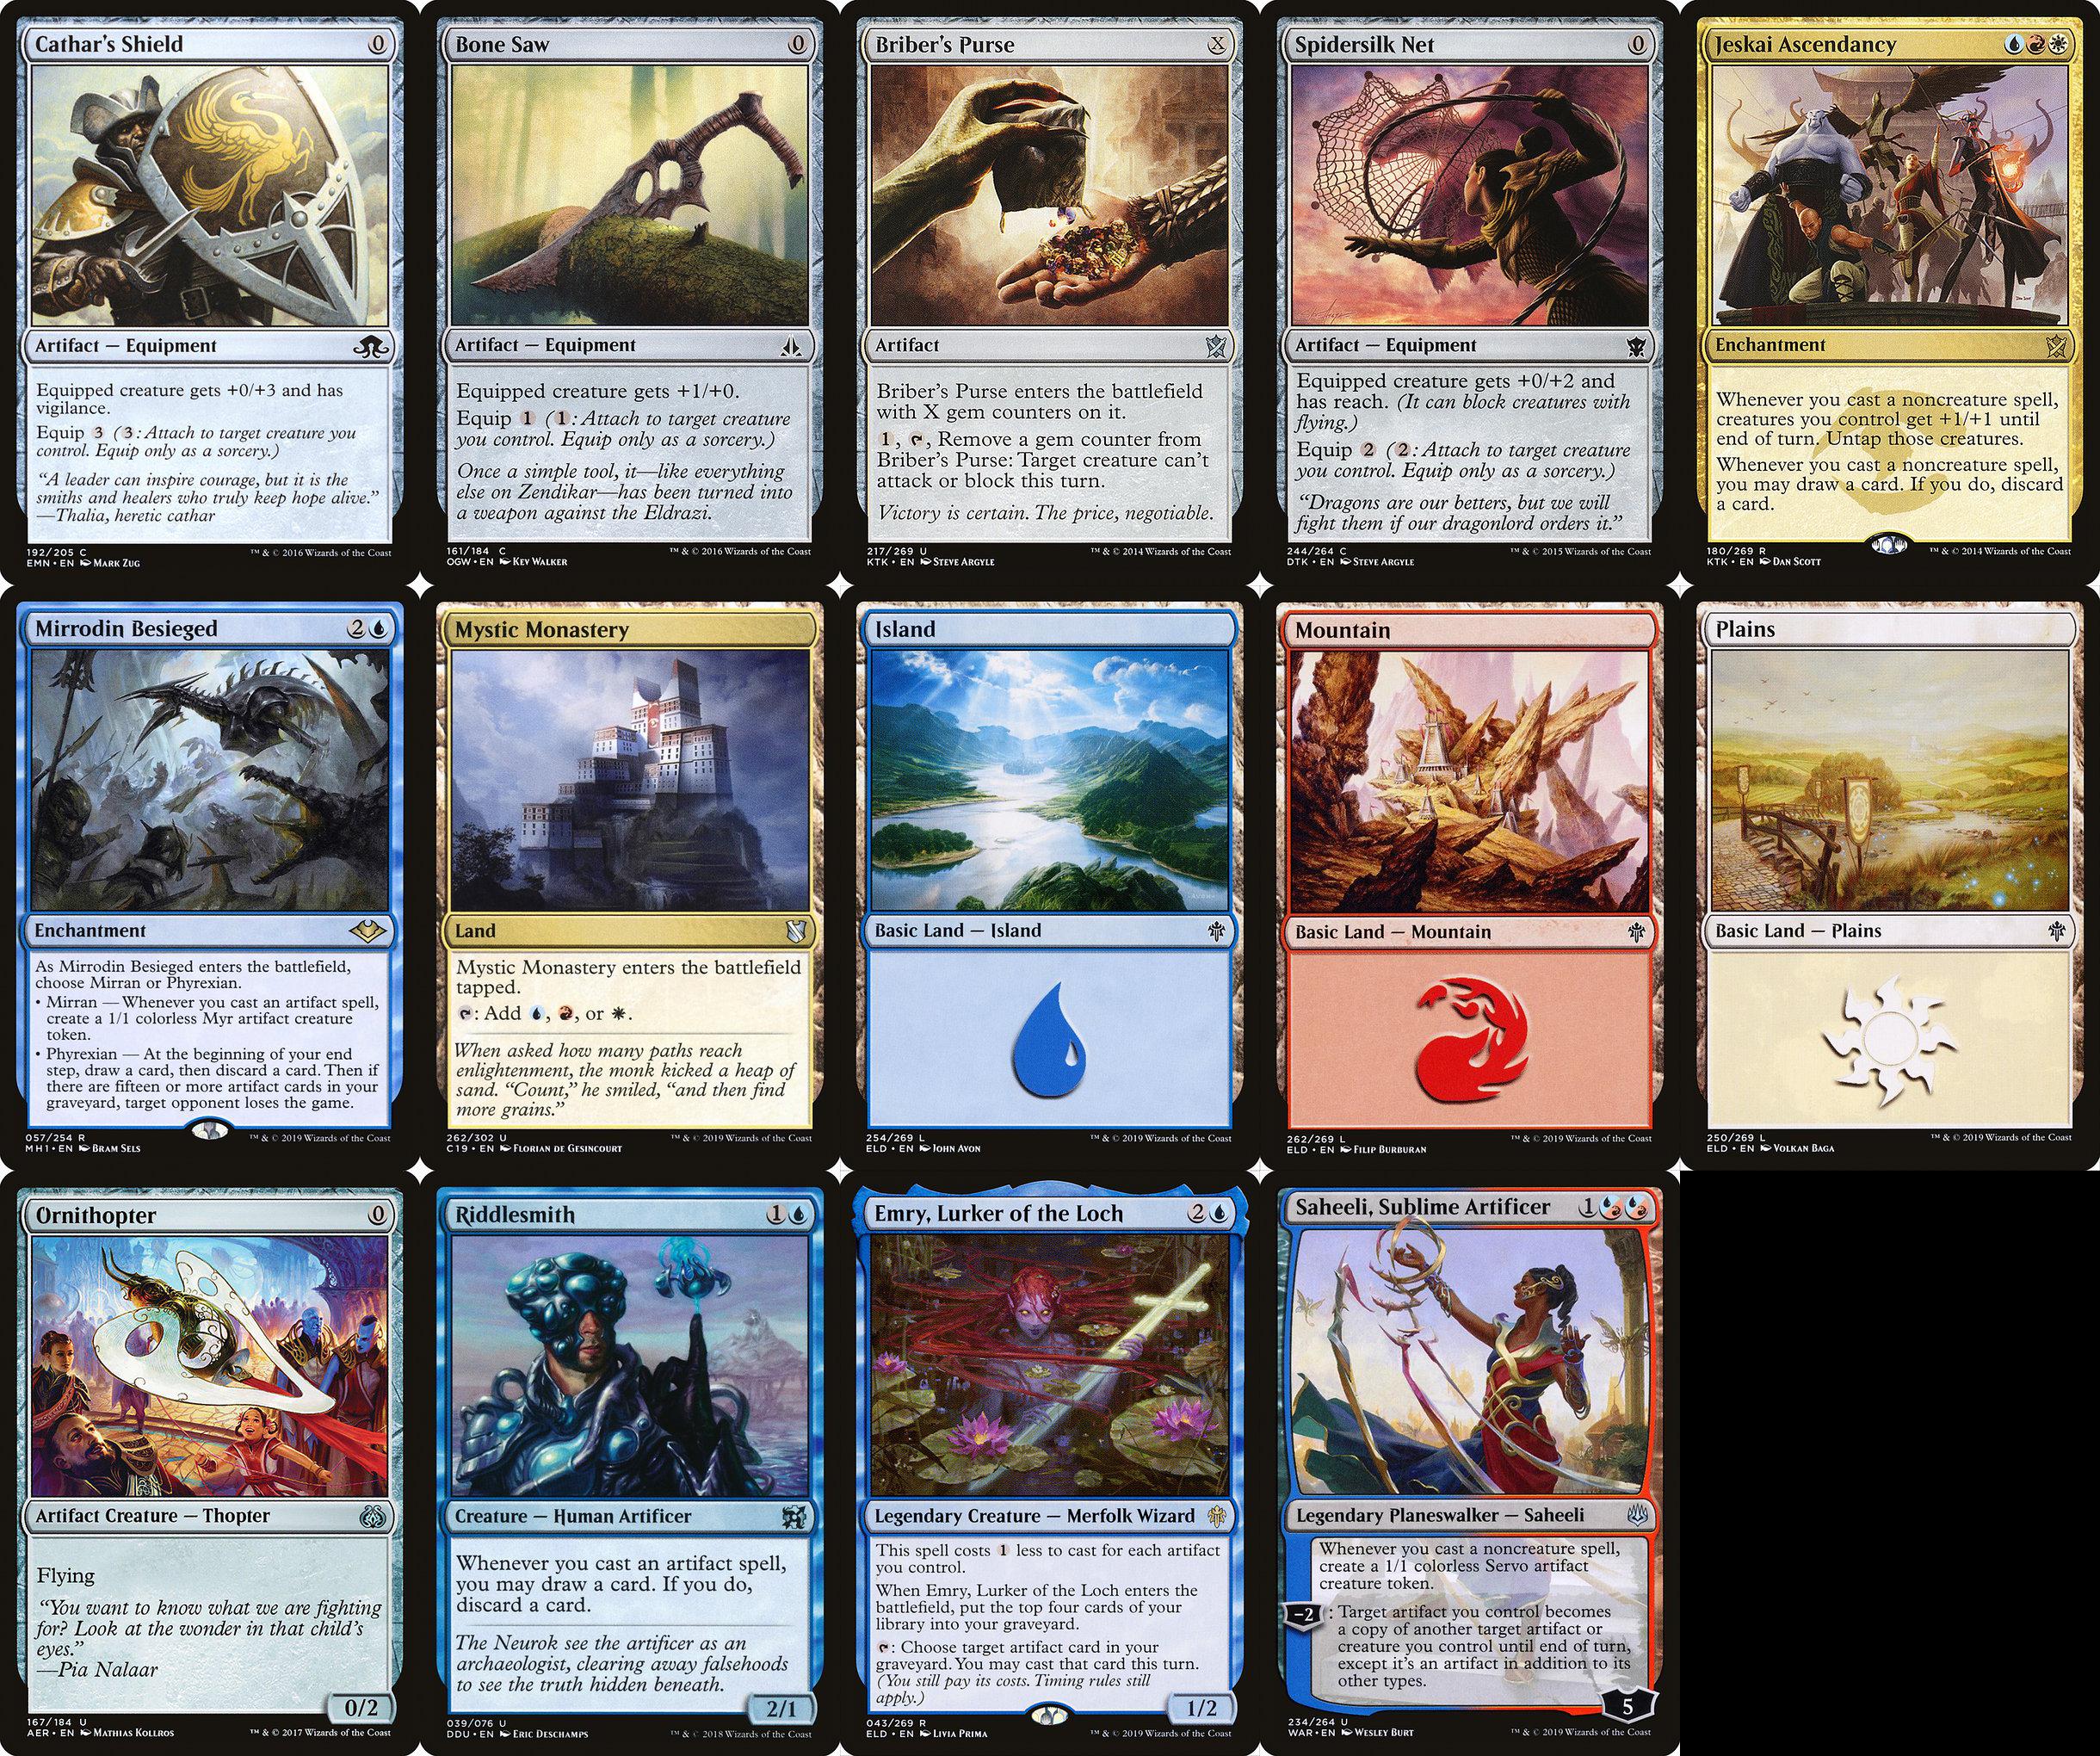 Cathar's Shield 0
Artifact — Equipment
Equipped creature gets +0/+3 and has
vigilance.
Equip 3 (3: Attach to target creature you
control. Equip only as a sorcery.)
"A leader can inspire courage, but it is the
smiths and healers who truly keep hope alive."
—Thalia, heretic cathar
192/205 C
EMN • EN Mark Zug
™ & © 2016 Wizards of the Coast
Bone Saw 0
Artifact — Equipment
Equipped creature gets +1/+0.
Equip 1 (1: Attach to target creature
you control. Equip only as a sorcery.)
Once a simple tool, it—like everything
else on Zendikar—has been turned into
a weapon against the Eldrazi.
161/184 C
OGW • EN Kev Walker
™ & © 2016 Wizards of the Coast
Briber's Purse X
Artifact
Briber's Purse enters the battlefield
with X gem counters on it.
1, , Remove a gem counter from
Briber's Purse: Target creature can't
attack or block this turn.
Victory is certain. The price, negotiable.
217/269 U
KTK • EN Steve Argyle
™ & © 2014 Wizards of the Coast
Spidersilk Net 0
Artifact — Equipment
Equipped creature gets +0/+2 and
has reach. (It can block creatures with
flying.)
Equip 2 (2: Attach to target creature
you control. Equip only as a sorcery.)
"Dragons are our betters, but we will
fight them if our dragonlord orders it."
244/264 C
DTK • EN Steve Argyle
™ & © 2015 Wizards of the Coast
Jeskai Ascendancy
Enchantment
Whenever you cast a noncreature spell,
creatures you control get +1/+1 until
end of turn. Untap those creatures.
Whenever you cast a noncreature spell,
you may draw a card. If you do, discard
a card.
180/269 R
KTK • EN Dan Scott
™ & © 2014 Wizards of the Coast
Mirrodin Besieged 2
Enchantment
As Mirrodin Besieged enters the battlefield,
choose Mirran or Phyrexian.
• Mirran — Whenever you cast an artifact spell,
create a 1/1 colorless Myr artifact creature
token.
• Phyrexian — At the beginning of your end
step, draw a card, then discard a card. Then if
there are fifteen or more artifact cards in your
graveyard, target opponent loses the game.
057/254 R
MH1 • EN Bram Sels
™ & © 2019 Wizards of the Coast
Mystic Monastery
Land
Mystic Monastery enters the battlefield
tapped.
: Add , , or .
When asked how many paths reach
enlightenment, the monk kicked a heap of
sand. "Count," he smiled, "and then find
more grains."
262/302 U
C19 • EN Florian de Gesincourt
™ & © 2019 Wizards of the Coast
Island
Basic Land — Island
254/269 L
ELD • EN John Avon
™ & © 2019 Wizards of the Coast
Mountain
Basic Land — Mountain
262/269 L
ELD • EN Filip Burburan
™ & © 2019 Wizards of the Coast
Plains
Basic Land — Plains
250/269 L
ELD • EN Volkan Baga
™ & © 2019 Wizards of the Coast
Ornithopter 0
Artifact Creature — Thopter
Flying
"You want to know what we are fighting
for? Look at the wonder in that child's
eyes."
—Pia Nalaar
0/2
167/184 U
AER • EN Mathias Kollros
™ & © 2017 Wizards of the Coast
Riddlesmith 1
Creature — Human Artificer
Whenever you cast an artifact spell,
you may draw a card. If you do,
discard a card.
The Neurok see the artificer as an
archaeologist, clearing away falsehoods
to see the truth hidden beneath.
2/1
039/076 U
DDU • EN Eric Deschamps
™ & © 2018 Wizards of the Coast
Emry, Lurker of the Loch 2
Legendary Creature — Merfolk Wizard
This spell costs 1 less to cast for each artifact
you control.
When Emry, Lurker of the Loch enters the
battlefield, put the top four cards of your
library into your graveyard.
: Choose target artifact card in your
graveyard. You may cast that card this turn.
(You still pay its costs. Timing rules still
apply.)
1/2
043/269 R
ELD • EN Livia Prima
™ & © 2019 Wizards of the Coast
Saheeli, Sublime Artificer 1
Legendary Planeswalker — Saheeli
Whenever you cast a noncreature spell,
create a 1/1 colorless Servo artifact
creature token.
-2: Target artifact you control becomes
a copy of another target artifact or
creature you control until end of turn,
except it's an artifact in addition to its
other types.
5
234/264 U
WAR • EN Wesley Burt
™ & © 2019 Wizards of the Coast